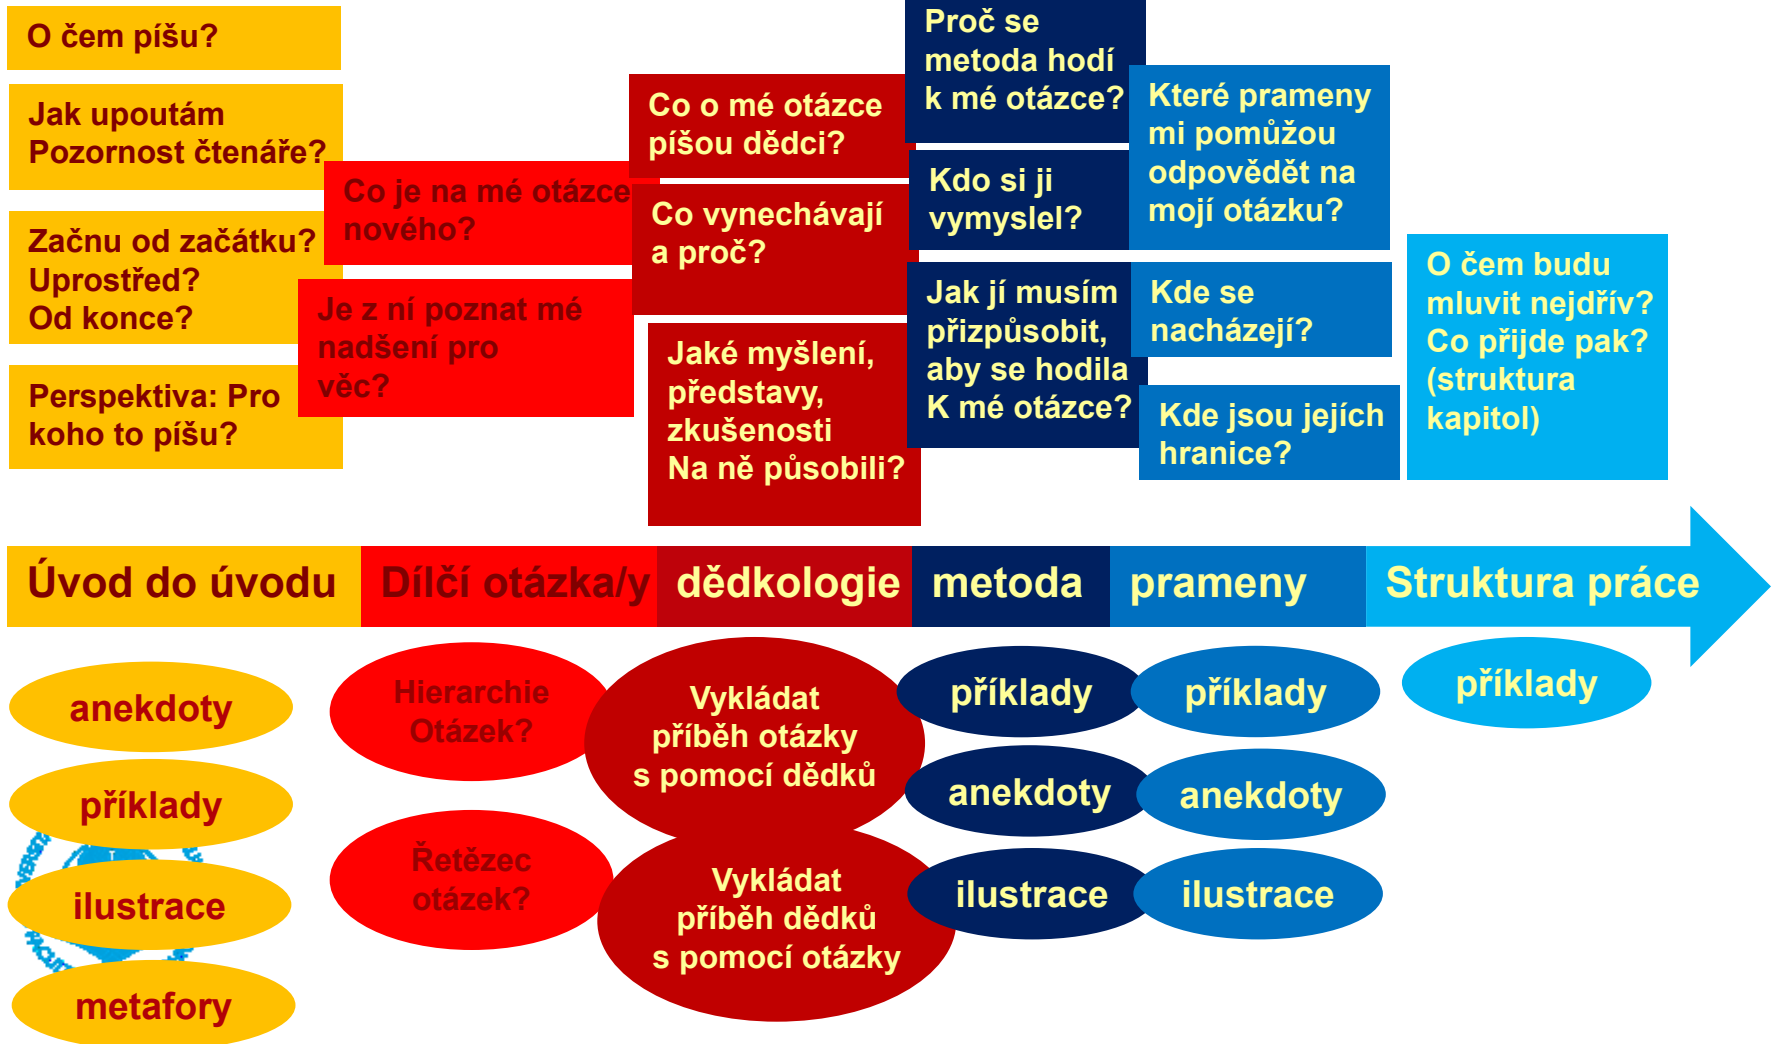 O čem píšu?
Jak upoutám
Pozornost čtenáře?
Začnu od začátku?
Uprostřed?
Od konce?
Perspektiva: Pro
koho to píšu?
Co je na mé otázce
nového?
Je z ní poznat mé
nadšení pro
věc?
Co o mé otázce
píšou dědci?
Co vynechávají
a proč?
Jaké myšlení,
představy,
zkušenosti
Na ně působili?
Proč se
metoda hodí
k mé otázce?
Kdo si ji
vymyslel?
Jak jí musím
přizpůsobit,
aby se hodila
K mé otázce?
Které prameny
mi pomůžou
odpovědět na
mojí otázku?
Kde se
nacházejí?
Kde jsou jejích
hranice?
O čem budu
mluvit nejdřív?
Co přijde pak?
(struktura
kapitol)
Úvod do úvodu
Dílčí otázka/y
dědkologie
metoda
prameny
Struktura práce
anekdoty
příklady
ilustrace
metafory
Hierarchie
Otázek?
Řetězec
otázek?
Vykládat
příběh otázky
s pomocí dědků
Vykládat
příběh dědků
s pomocí otázky
příklady
anekdoty
ilustrace
příklady
anekdoty
ilustrace
příklady